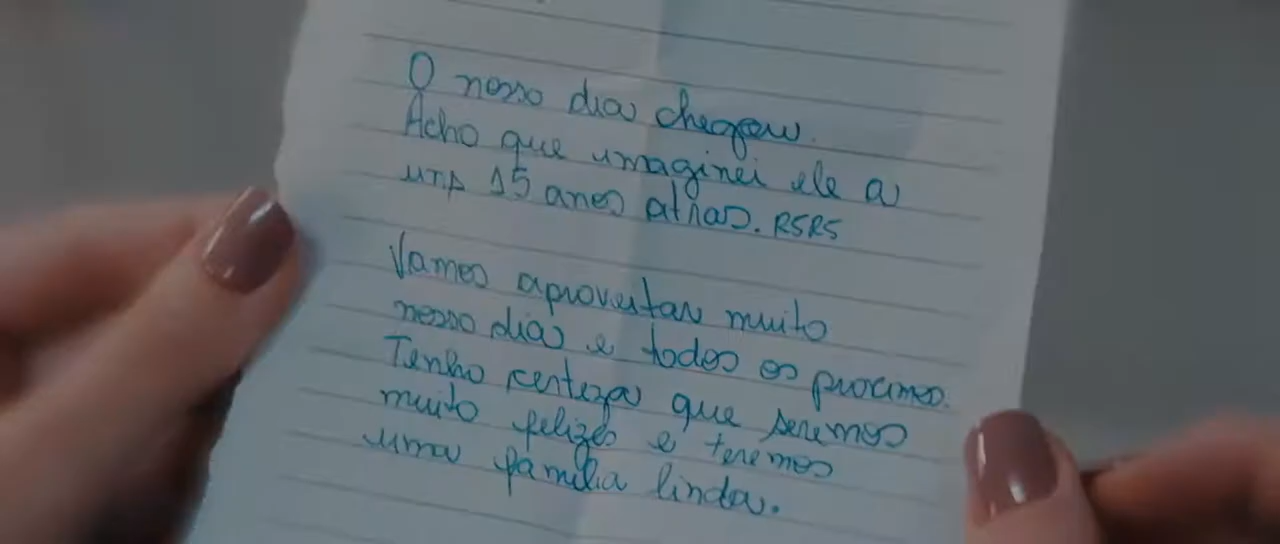 O nosso dia chegou.
Acho que imaginei ele a
uns 15 anos atrás. RSRS
Vamos aproveitar muito
nosso dia e todos os procimos.
Tenho certeza que seremos
muito felizes e teremos
uma família linda.